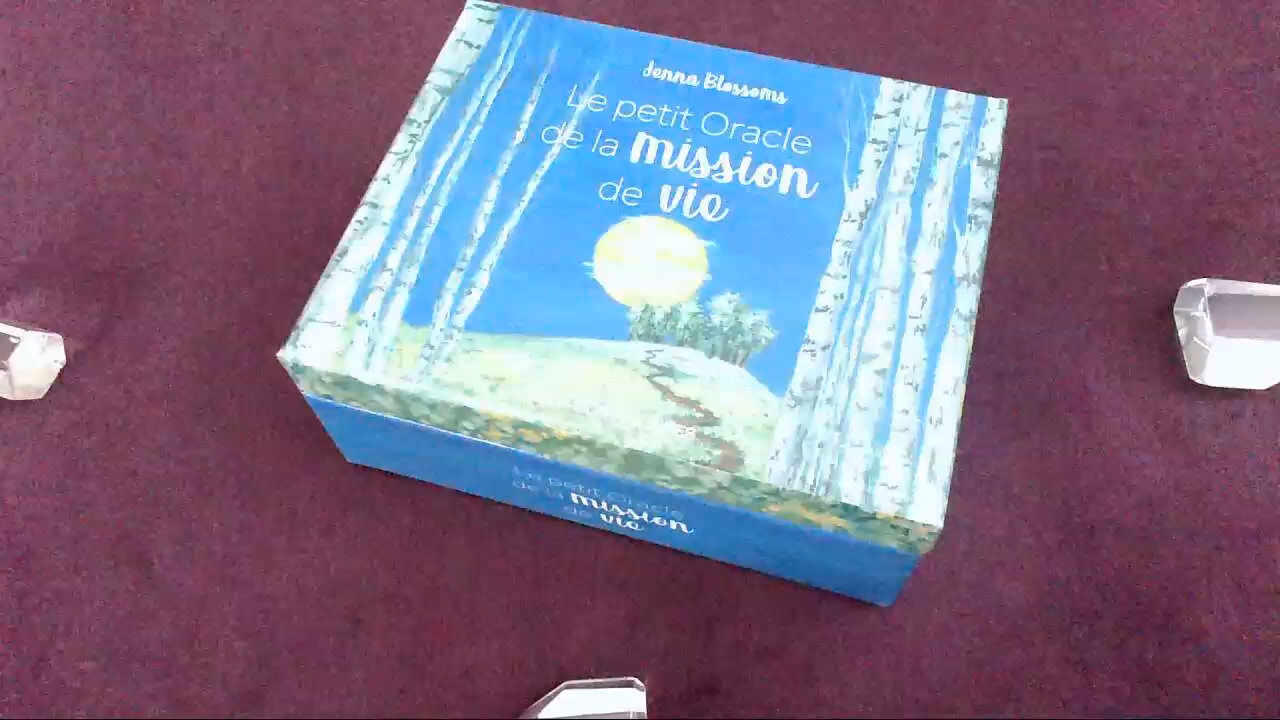 Jenna Blossoms
Le petit Oracle
de la mission
de vie
Le petit Oracle
de la mission
de vie